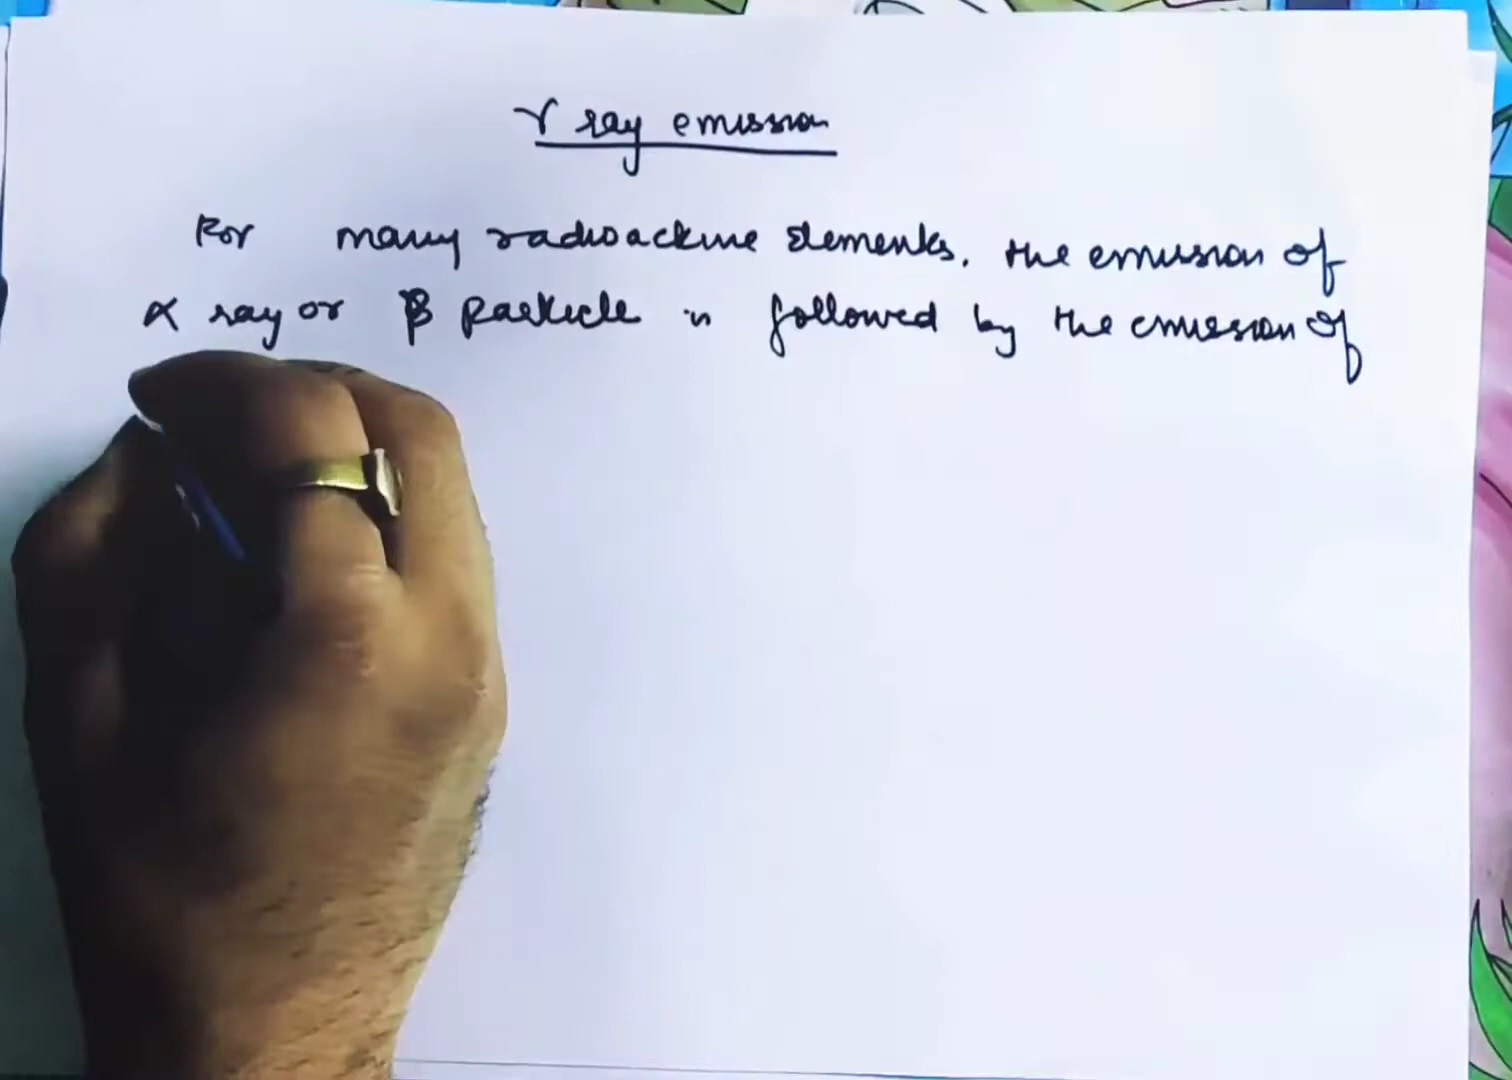 γ ray emission
For many radioactive elements, the emission of
α ray or β particle is followed by the emission of